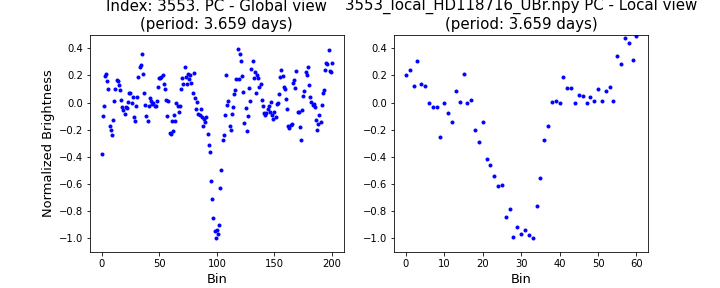 Index: 3553. PC - Global view
(period: 3.659 days)
3553_local_HD118716_UBr.npy PC - Local view
(period: 3.659 days)
Normalized Brightness
0.4
0.2
0.0
−0.2
−0.4
−0.6
−0.8
−1.0
0 50 100 150 200
Bin
0.4
0.2
0.0
−0.2
−0.4
−0.6
−0.8
−1.0
0 10 20 30 40 50 60
Bin